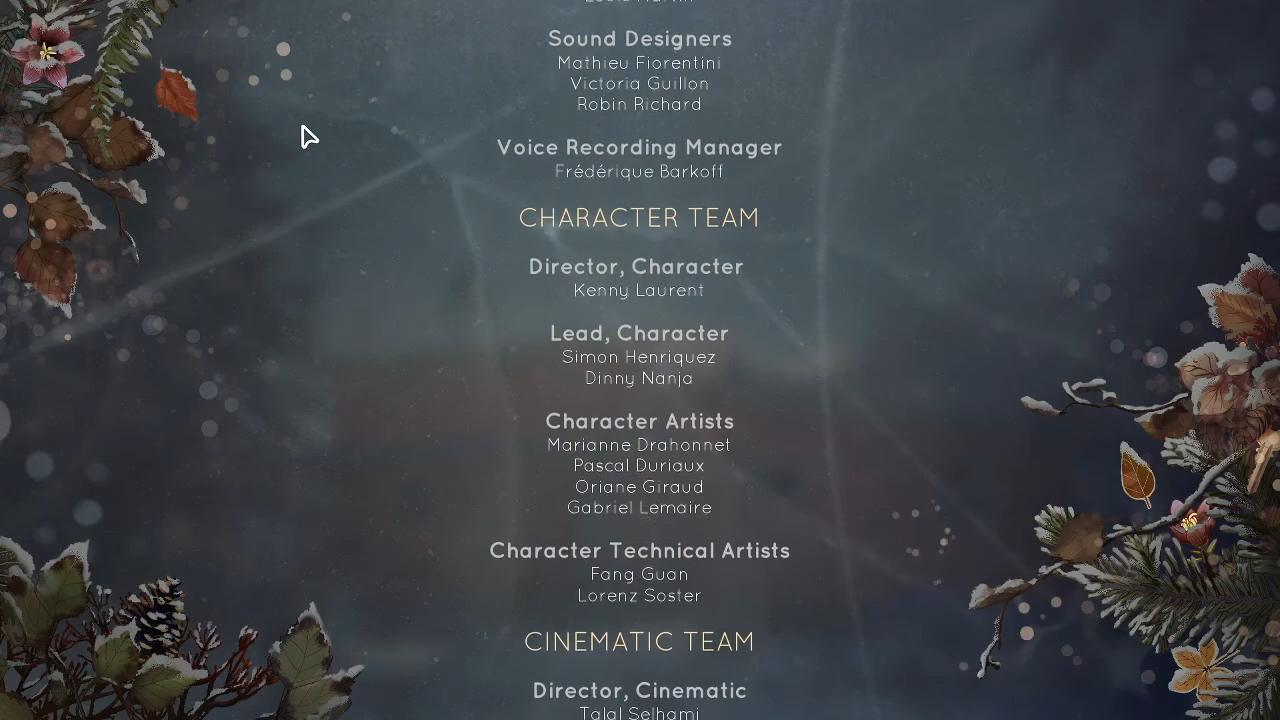 Sound Designers
Mathieu Fiorentini
Victoria Guillon
Robin Richard
Voice Recording Manager
Frédérique Barkoff
CHARACTER TEAM
Director, Character
Kenny Laurent
Lead, Character
Simon Henriquez
Dinny Nanja
Character Artists
Marianne Drahonnet
Pascal Duriaux
Oriane Giraud
Gabriel Lemaire
Character Technical Artists
Fang Guan
Lorenz Soster
CINEMATIC TEAM
Director, Cinematic
Talal Selhami